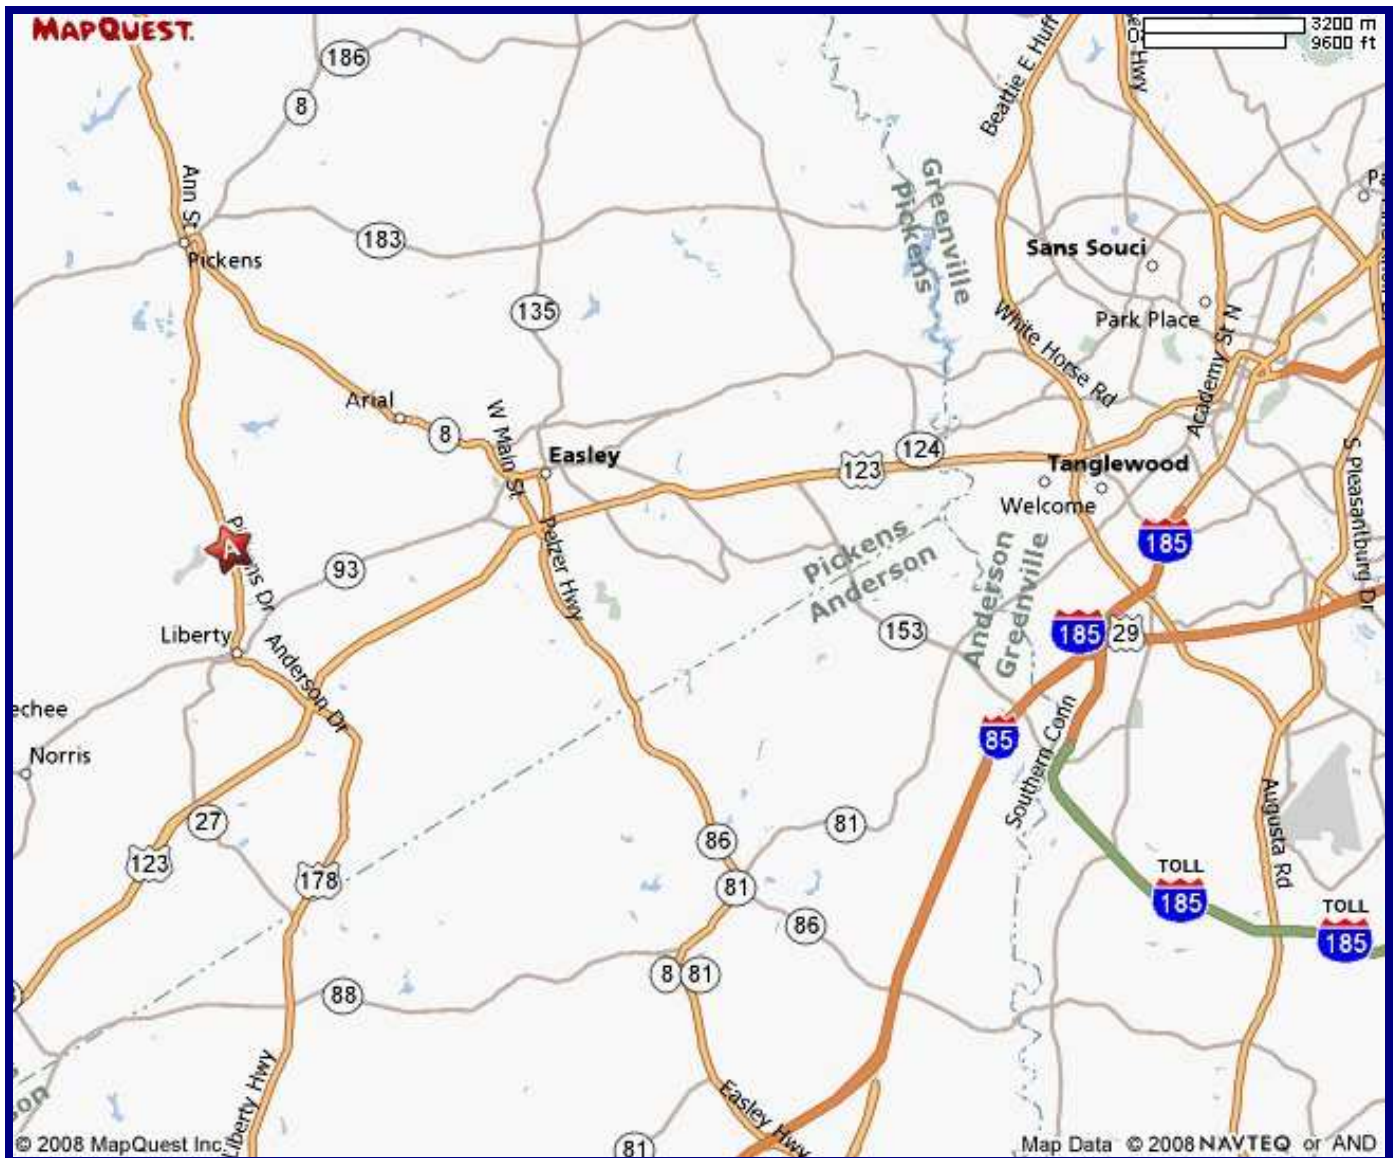 MAPQUEST.
3200 m
9600 ft
186
8
Beattie E Huff
Hwy
Ann St
Greenville
Pickens
183
Pickens
Sans Souci
135
Park Place
White Horse Rd
Academy St N
Arial
8
W Main St
Easley
124
123
Tanglewood
Welcome
S Pleasantburg Dr
185
A
93
Pelzer Hwy
Pickens
Anderson
Anderson
Greenville
153
185
29
Liberty
Anderson Dr
echee
Norris
85
Southern Conn
27
123
178
86
81
81
86
Augusta Rd
TOLL
185
TOLL
185
8
81
88
Liberty Hwy
Easley Hwy
81
son
© 2008 MapQuest Inc.
Map Data © 2008 NAVTEQ or AND